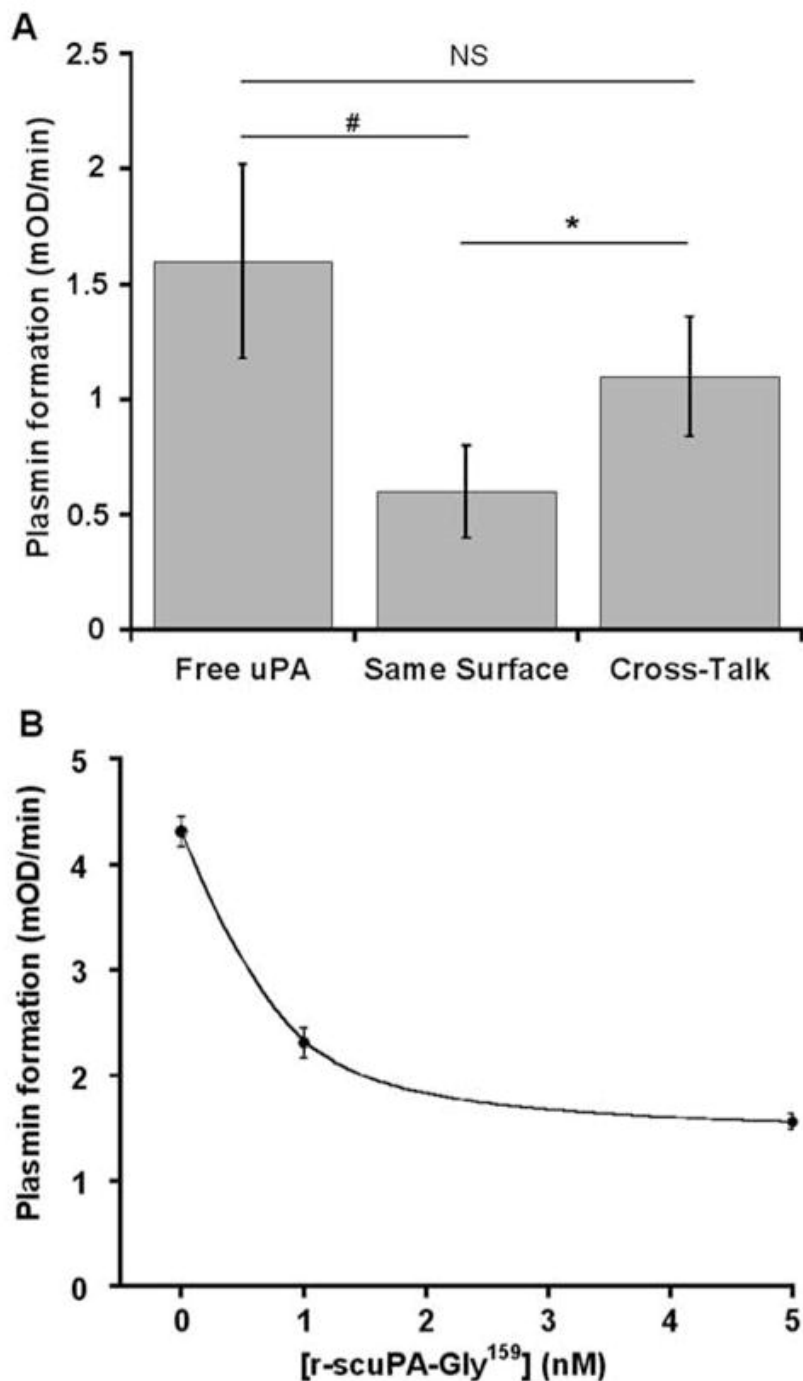 A
2.5
2
1.5
1
0.5
0
Plasmin formation (mOD/min)
NS
#
*
Free uPA Same Surface Cross-Talk
B
5
4
3
2
1
0
Plasmin formation (mOD/min)
0 1 2 3 4 5
[r-scuPA-Gly¹⁵⁹] (nM)